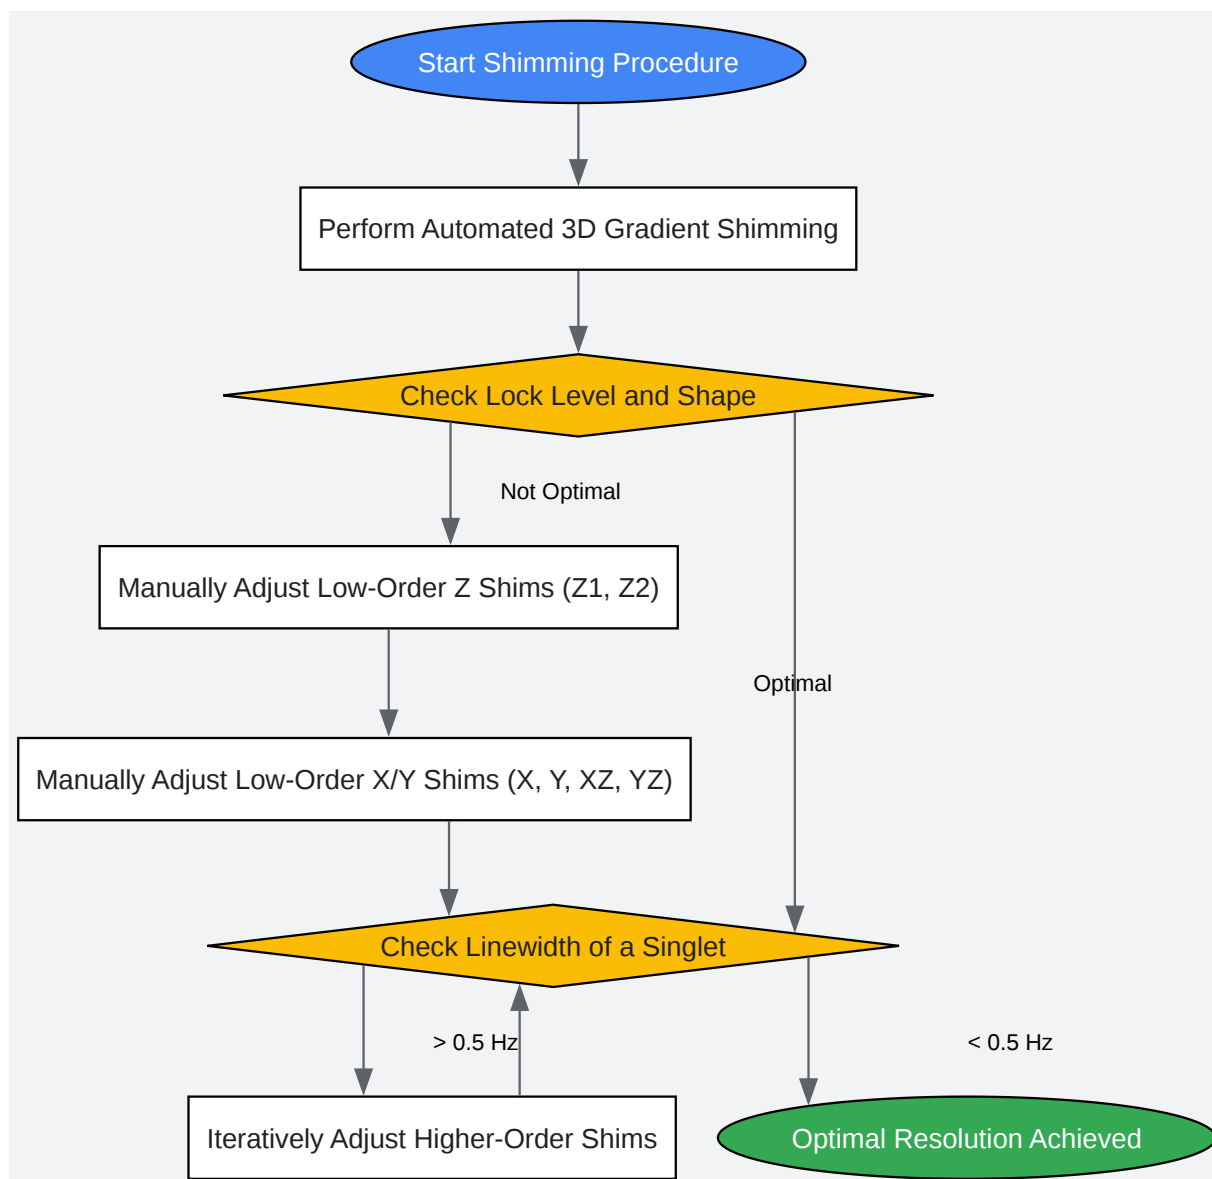 Start Shimming Procedure
Perform Automated 3D Gradient Shimming
Check Lock Level and Shape
Not Optimal
Manually Adjust Low-Order Z Shims (Z1, Z2)
Optimal
Manually Adjust Low-Order X/Y Shims (X, Y, XZ, YZ)
Check Linewidth of a Singlet
> 0.5 Hz
< 0.5 Hz
Iteratively Adjust Higher-Order Shims
Optimal Resolution Achieved